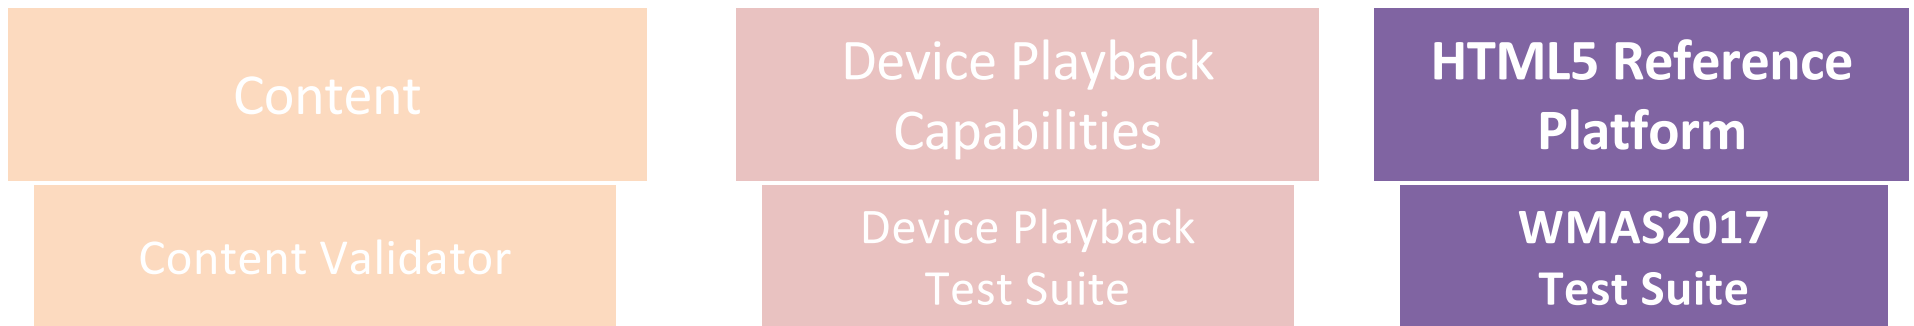 Content
Content Validator
Device Playback
Capabilities
Device Playback
Test Suite
HTML5 Reference
Platform
WMAS2017
Test Suite